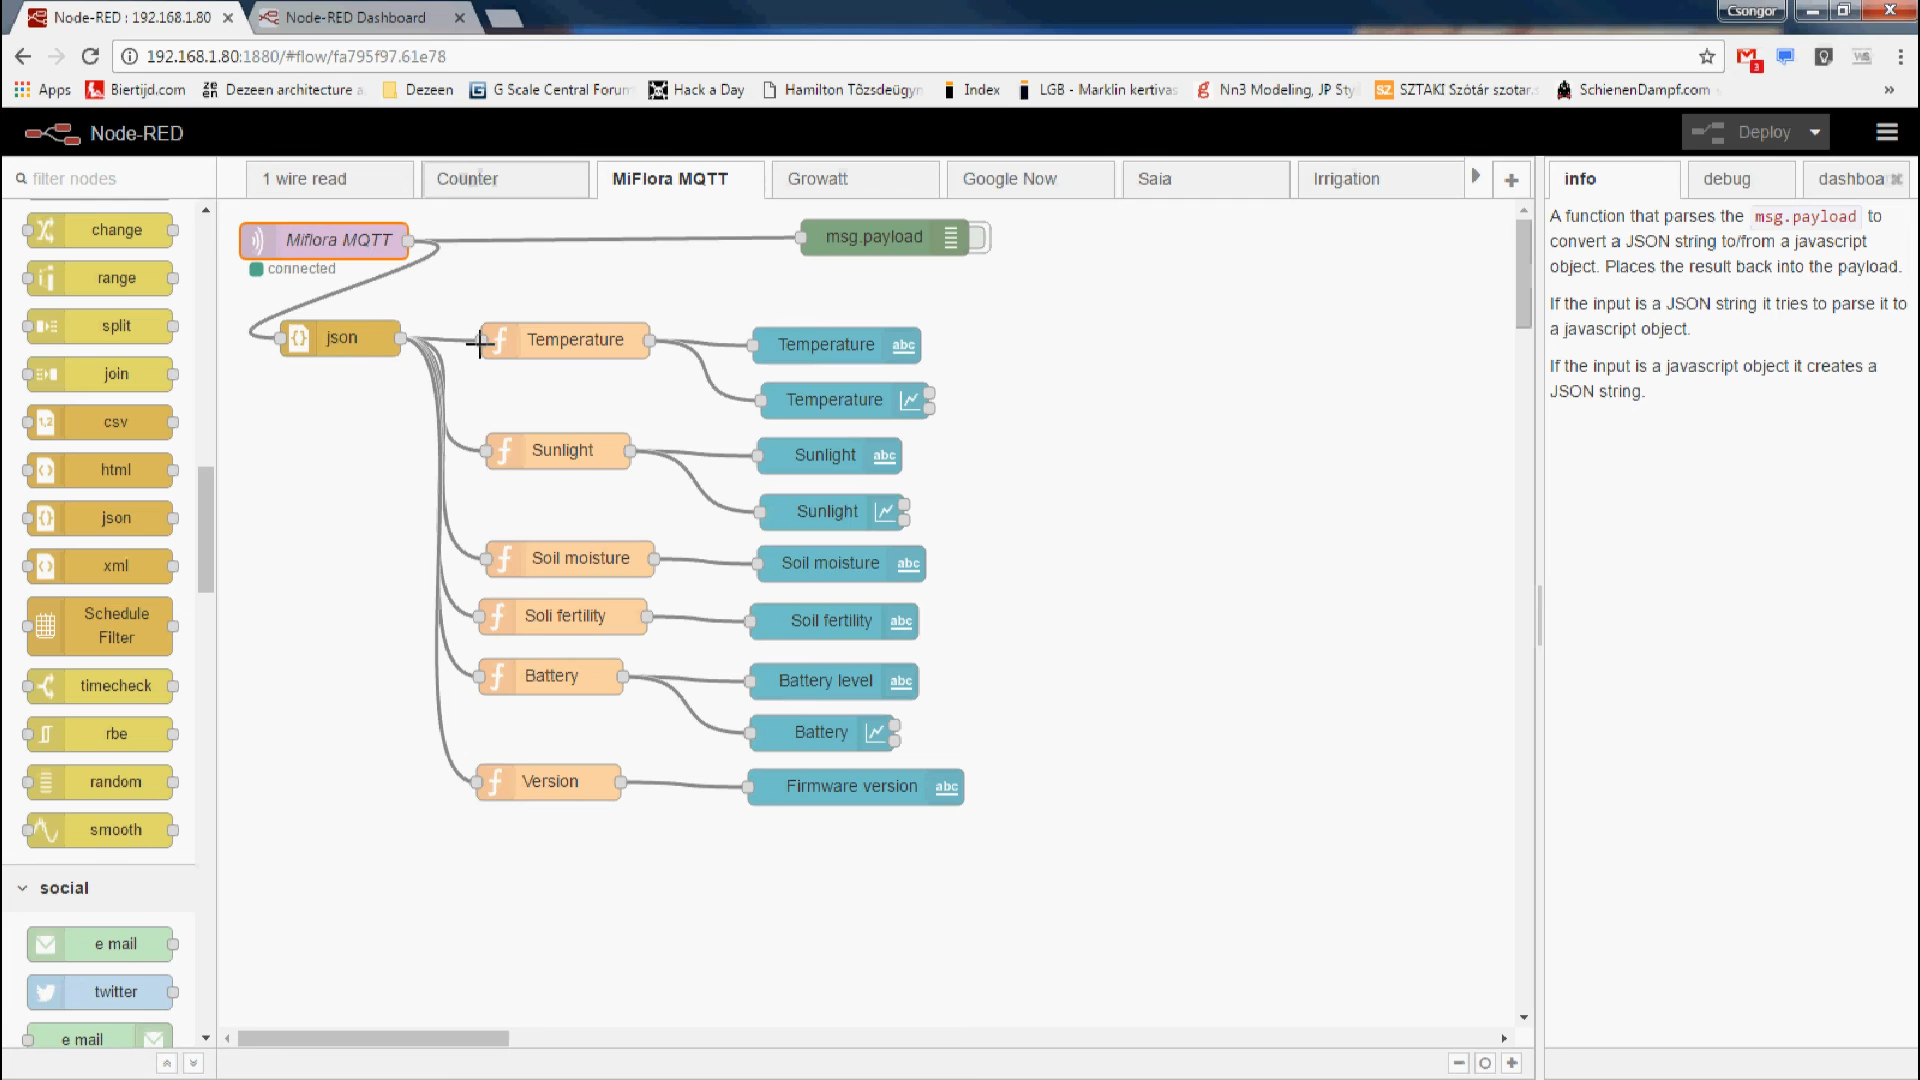 Node-RED : 192.168.1.80
Node-RED Dashboard
Csongor
192.168.1.80:1880/#flow/fa795f97.61e78
3
Apps
Biertijd.com
Dezeen architecture a
Dezeen
G Scale Central Forum
Hack a Day
Hamilton Tőzsdeügyn
Index
LGB - Marklin kertivas
Nn3 Modeling, JP Sty
SZTAKI Szótár szotar.
SchienenDampf.com
»
Node-RED
Deploy
filter nodes
1 wire read
Counter
MiFlora MQTT
Growatt
Google Now
Saia
Irrigation
info
debug
dashboa
change
range
split
join
csv
html
json
xml
Schedule
Filter
timecheck
rbe
random
smooth
social
e mail
twitter
e mail
Miflora MQTT
connected
msg.payload
json
Temperature
Temperature abc
Temperature
Sunlight
Sunlight abc
Sunlight
Soil moisture
Soil moisture abc
Soli fertility
Soil fertility abc
Battery
Battery level abc
Battery
Version
Firmware version abc
A function that parses the msg.payload to
convert a JSON string to/from a javascript
object. Places the result back into the payload.
If the input is a JSON string it tries to parse it to
a javascript object.
If the input is a javascript object it creates a
JSON string.